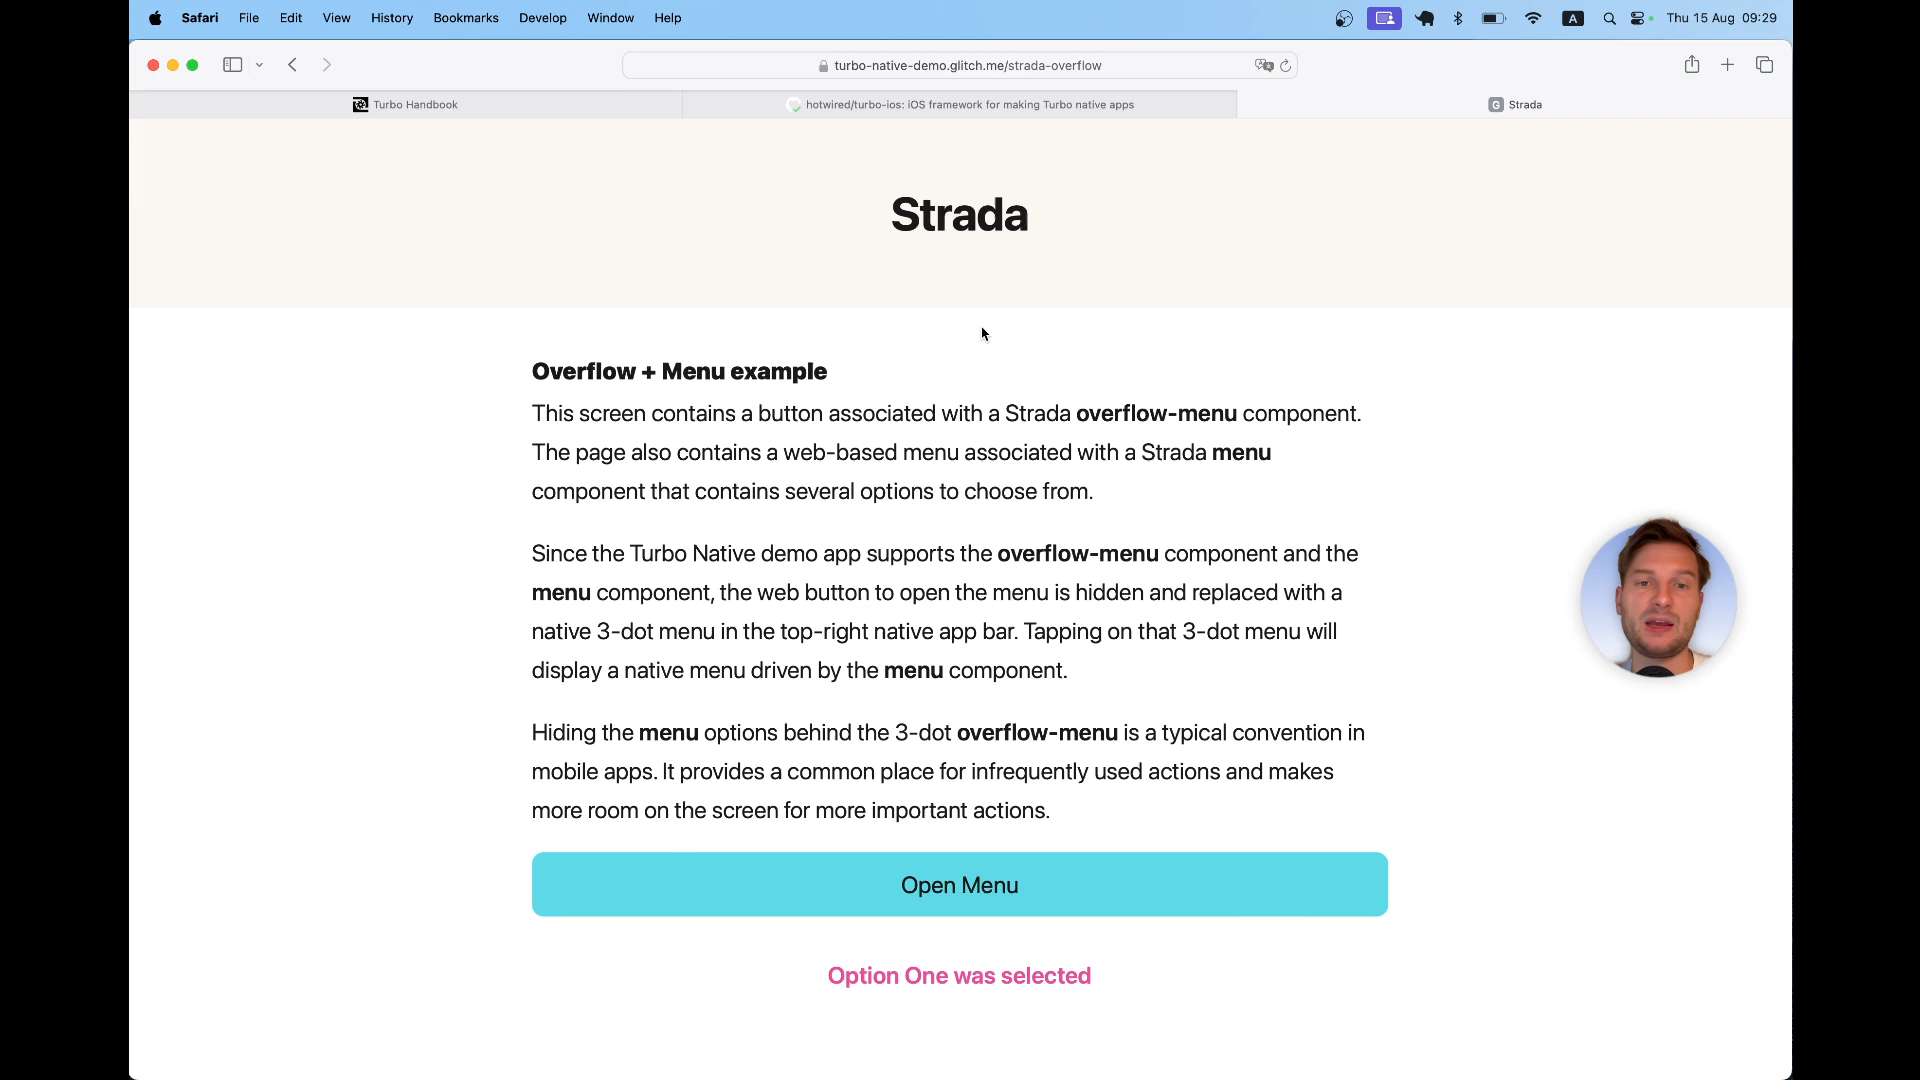 Safari File Edit View History Bookmarks Develop Window Help A Thu 15 Aug 09:29
turbo-native-demo.glitch.me/strada-overflow
Turbo Handbook
hotwired/turbo-ios: iOS framework for making Turbo native apps
G Strada
Strada
Overflow + Menu example
This screen contains a button associated with a Strada overflow-menu component.
The page also contains a web-based menu associated with a Strada menu
component that contains several options to choose from.
Since the Turbo Native demo app supports the overflow-menu component and the
menu component, the web button to open the menu is hidden and replaced with a
native 3-dot menu in the top-right native app bar. Tapping on that 3-dot menu will
display a native menu driven by the menu component.
Hiding the menu options behind the 3-dot overflow-menu is a typical convention in
mobile apps. It provides a common place for infrequently used actions and makes
more room on the screen for more important actions.
Open Menu
Option One was selected